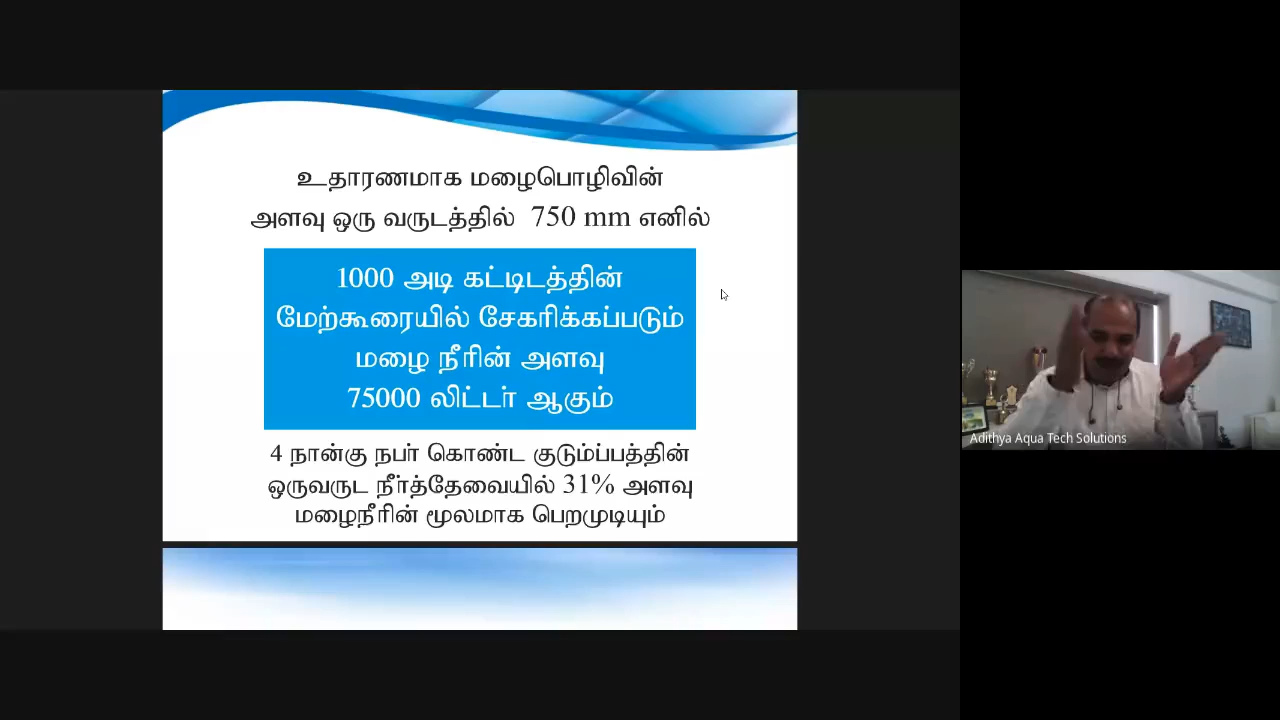 உதாரணமாக மழைபொழிவின்
அளவு ஒரு வருடத்தில் 750 mm எனில்
1000 அடி கட்டிடத்தின்
மேற்கூரையில் சேகரிக்கப்படும்
மழை நீரின் அளவு
75000 லிட்டர் ஆகும்
4 நான்கு நபர் கொண்ட குடும்ப்பத்தின்
ஒருவருட நீர்த்தேவையில் 31% அளவு
மழைநீரின் மூலமாக பெறமுடியும்
Adithya Aqua Tech Solutions